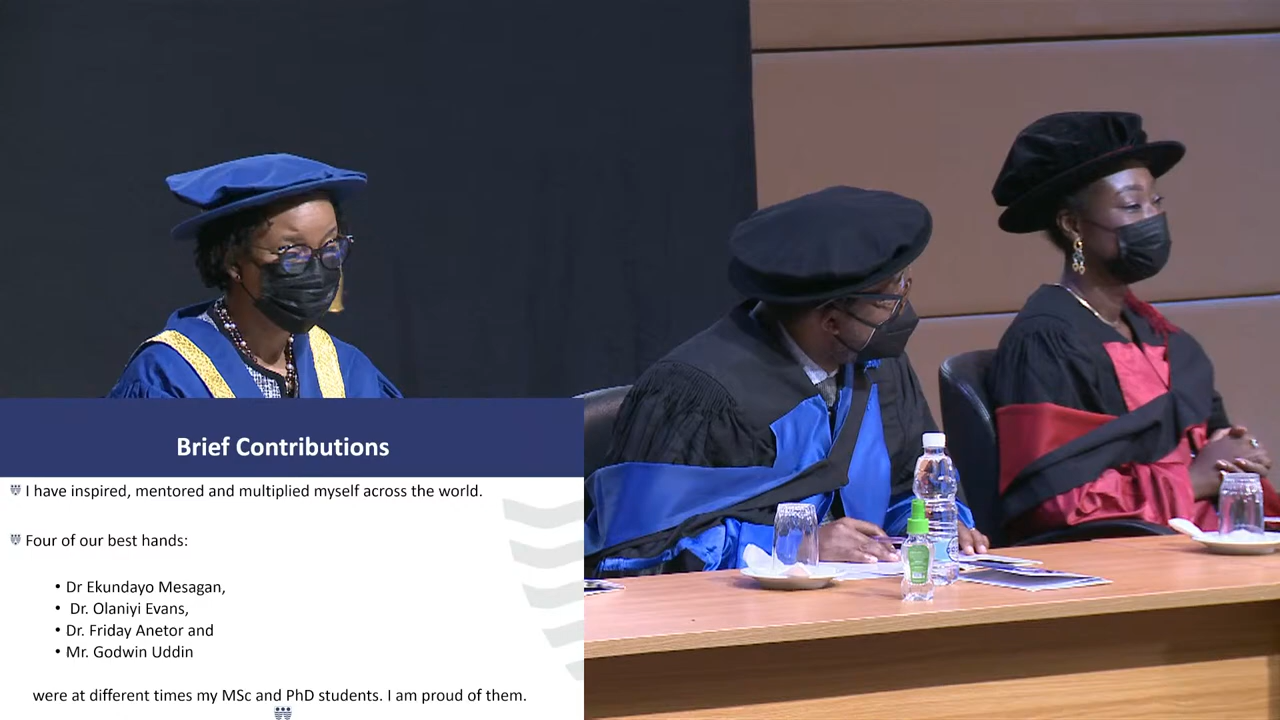 Brief Contributions
I have inspired, mentored and multiplied myself across the world.
Four of our best hands:
• Dr Ekundayo Mesagan,
• Dr. Olaniyi Evans,
• Dr. Friday Anetor and
• Mr. Godwin Uddin
were at different times my MSc and PhD students. I am proud of them.